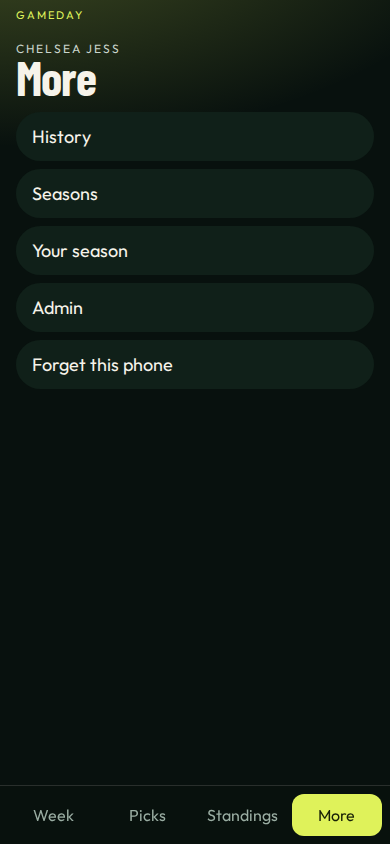 GAMEDAY
CHELSEA JESS
More
History
Seasons
Your season
Admin
Forget this phone
Week Picks Standings More